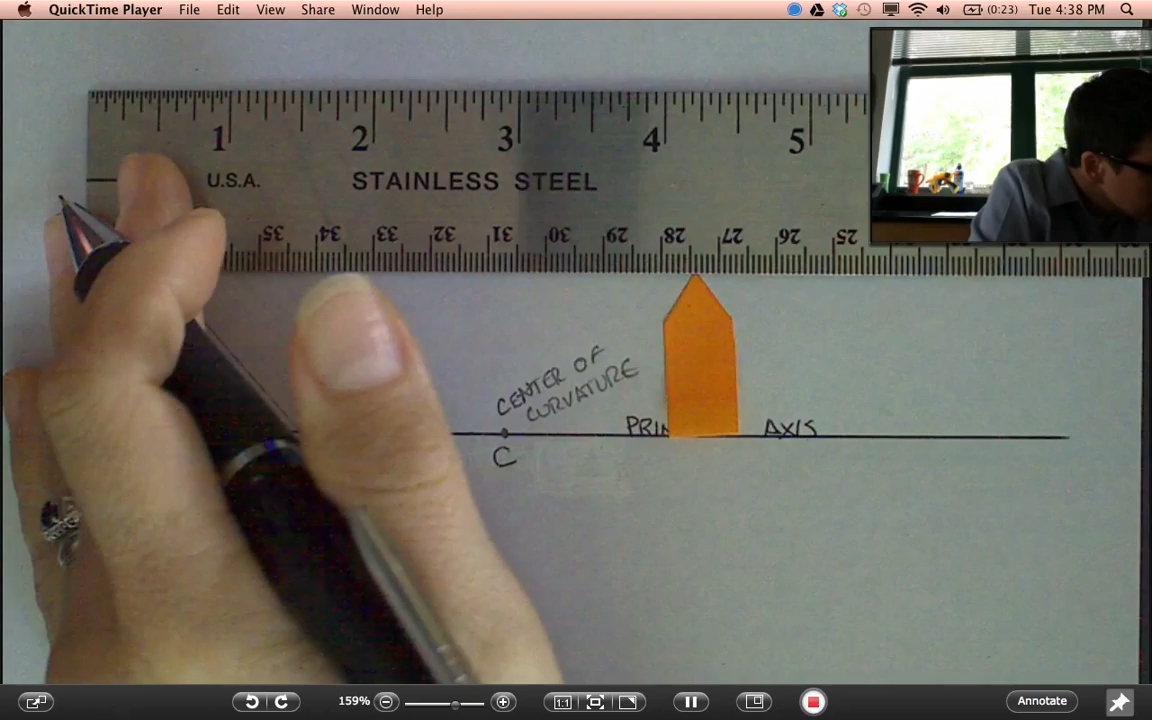 QuickTime Player File Edit View Share Window Help (0:23) Tue 4:38 PM
1 2 3 4 5
U.S.A. STAINLESS STEEL
35 34 33 32 31 30 29 28 27 26 25
CENTER OF
CURVATURE
PRIN AXIS
C
159% 1:1 Annotate